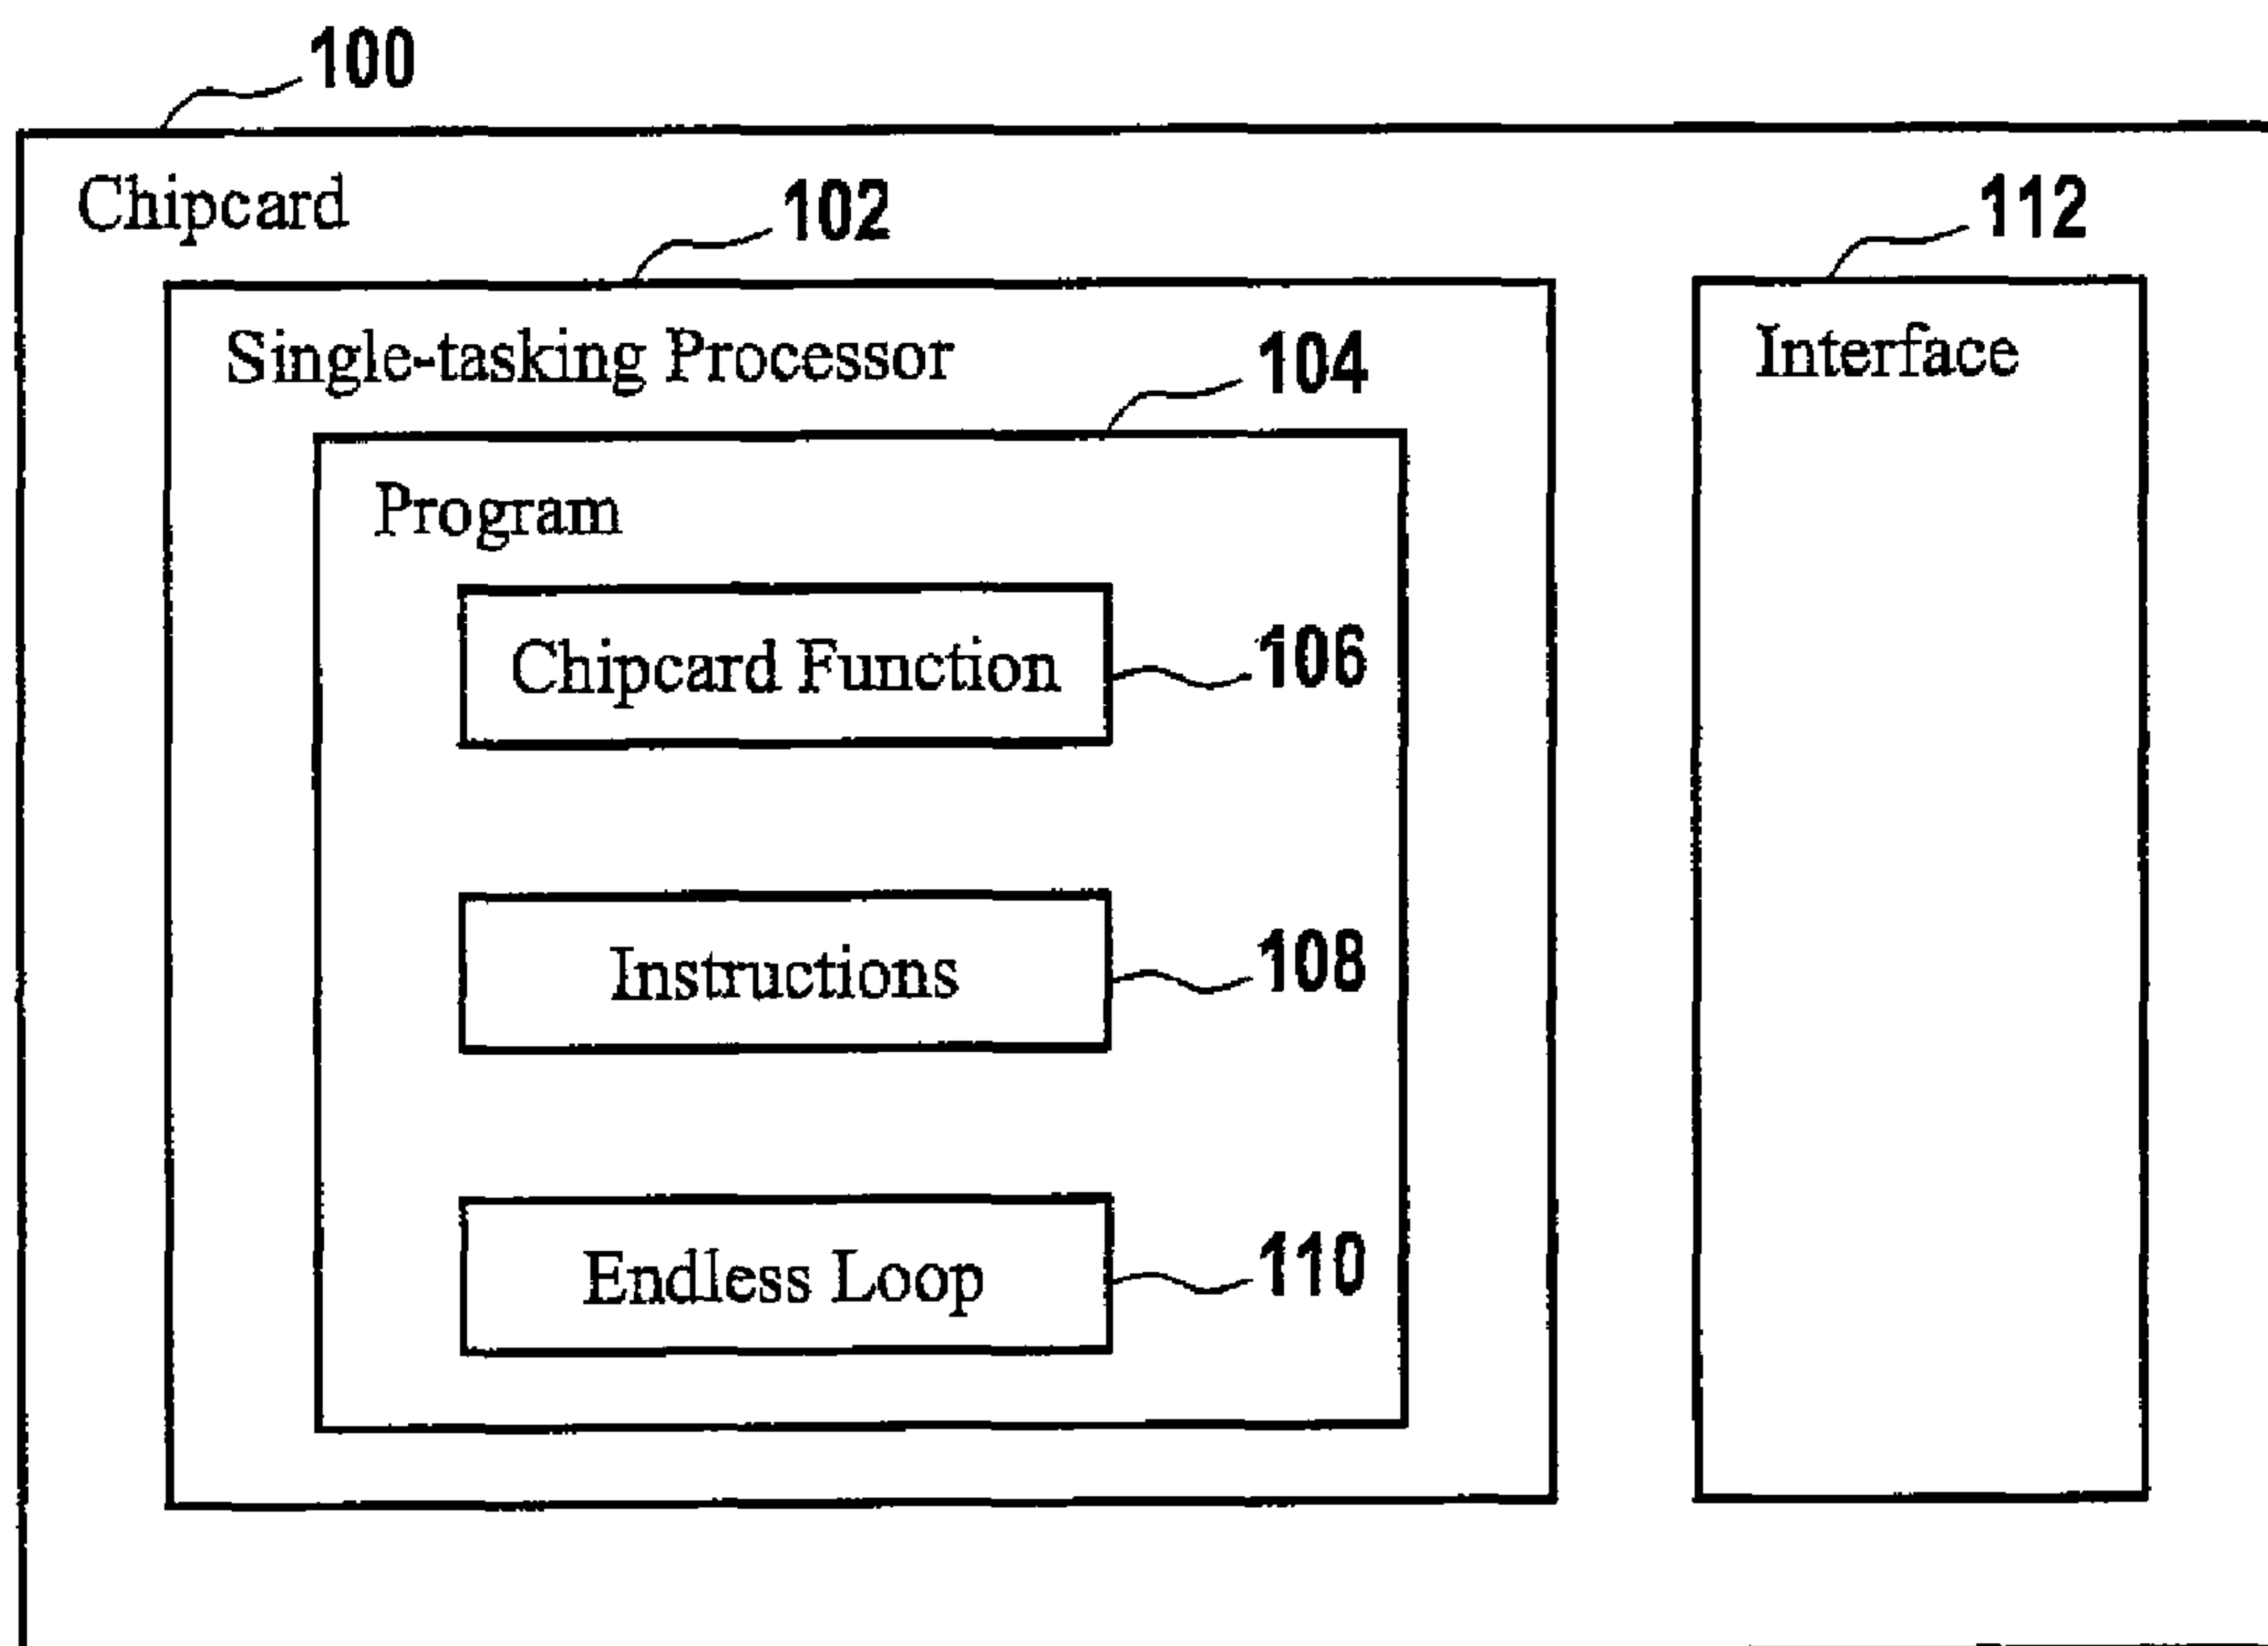 100
Chipcard
102
112
Single-tasking Processor
104
Interface
Program
Chipcard Function
106
Instructions
108
Endless Loop
110